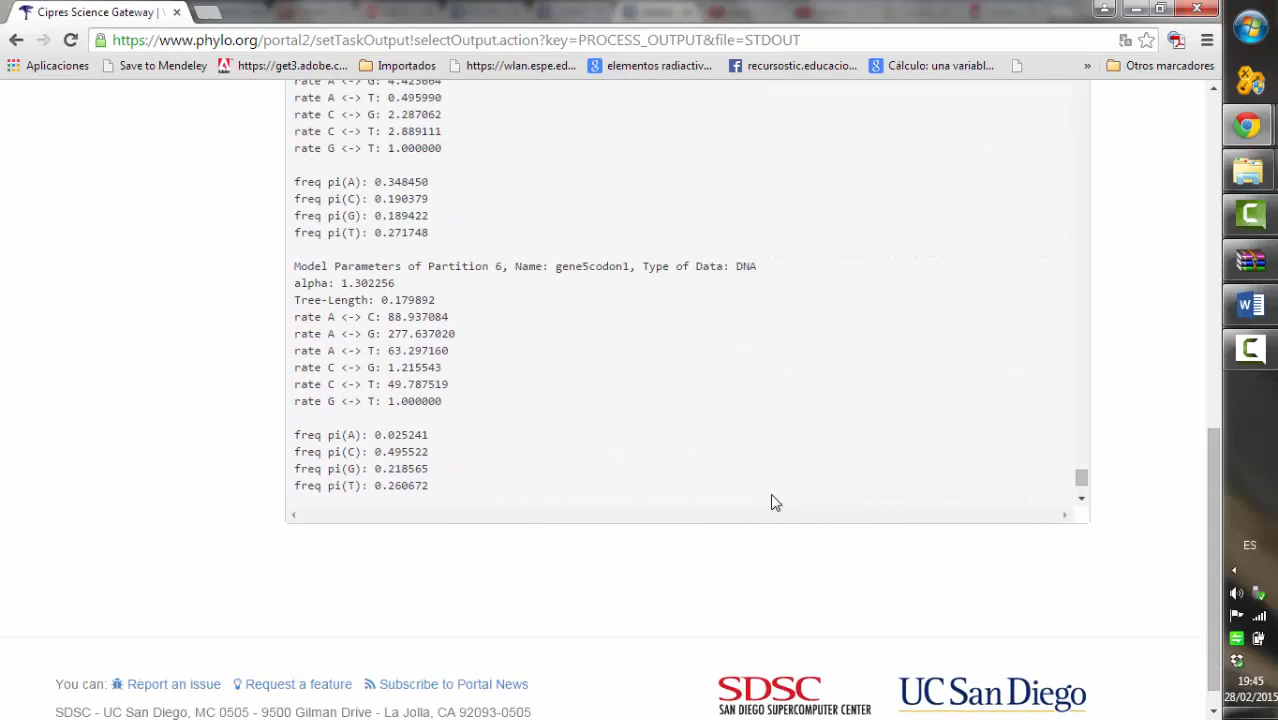 Cipres Science Gateway | \
https://www.phylo.org/portal2/setTaskOutput!selectOutput.action?key=PROCESS_OUTPUT&file=STDOUT
Aplicaciones Save to Mendeley https://get3.adobe.c... Importados https://wlan.espe.ed... elementos radiactiv... recursostic.educacio... Cálculo: una variabl... » Otros marcadores
rate A <-> G: 4.423664
rate A <-> T: 0.495990
rate C <-> G: 2.287062
rate C <-> T: 2.889111
rate G <-> T: 1.000000
freq pi(A): 0.348450
freq pi(C): 0.190379
freq pi(G): 0.189422
freq pi(T): 0.271748
Model Parameters of Partition 6, Name: gene5codon1, Type of Data: DNA
alpha: 1.302256
Tree-Length: 0.179892
rate A <-> C: 88.937084
rate A <-> G: 277.637020
rate A <-> T: 63.297160
rate C <-> G: 1.215543
rate C <-> T: 49.787519
rate G <-> T: 1.000000
freq pi(A): 0.025241
freq pi(C): 0.495522
freq pi(G): 0.218565
freq pi(T): 0.260672
ES
19:45
28/02/2015
You can: Report an issue Request a feature Subscribe to Portal News
SDSC - UC San Diego, MC 0505 - 9500 Gilman Drive - La Jolla, CA 92093-050
SDSC
SAN DIEGO SUPERCOMPUTER CENTER
UC San Diego